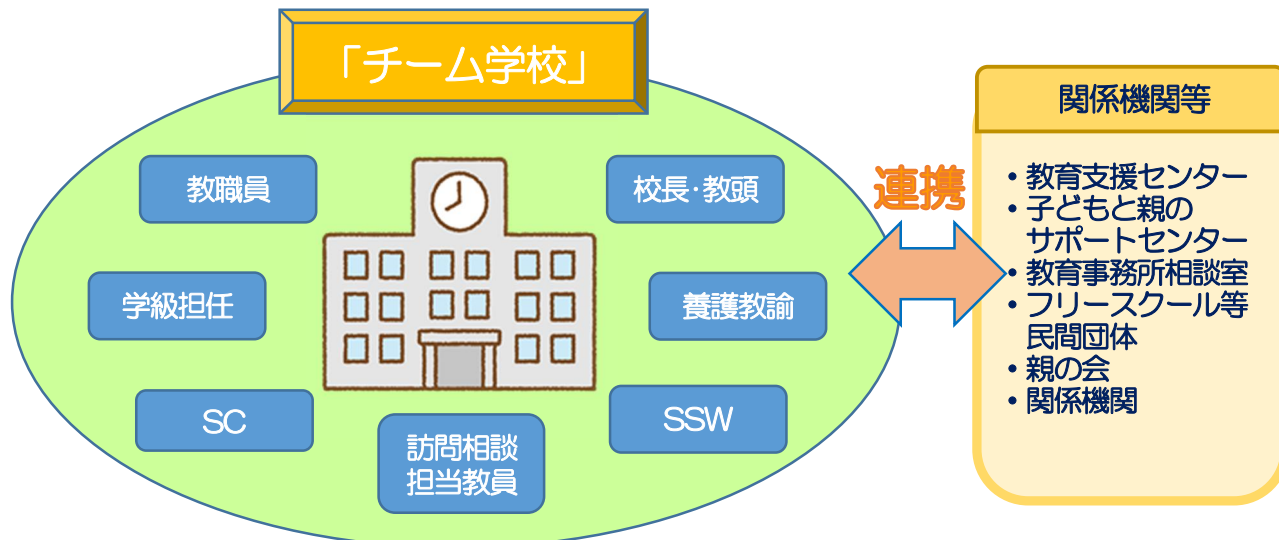 「チーム学校」
教職員
校長・教頭
学級担任
養護教諭
SC
SSW
訪問相談
担当教員
連携
関係機関等
・教育支援センター
・子どもと親の
サポートセンター
・教育事務所相談室
・フリースクール等
民間団体
・親の会
・関係機関